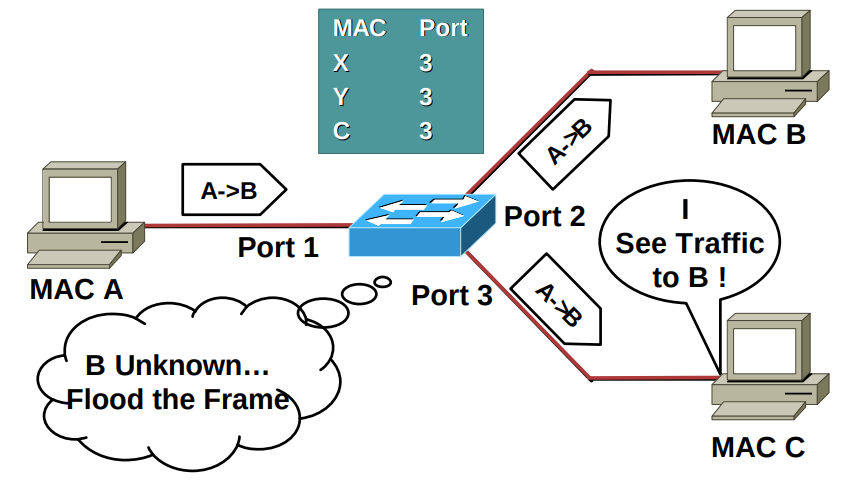 MAC Port
X 3
Y 3
C 3
MAC B
A->B
A->B
Port 2
I
See Traffic
to B !
Port 1
MAC A
Port 3
A->B
B Unknown…
Flood the Frame
MAC C